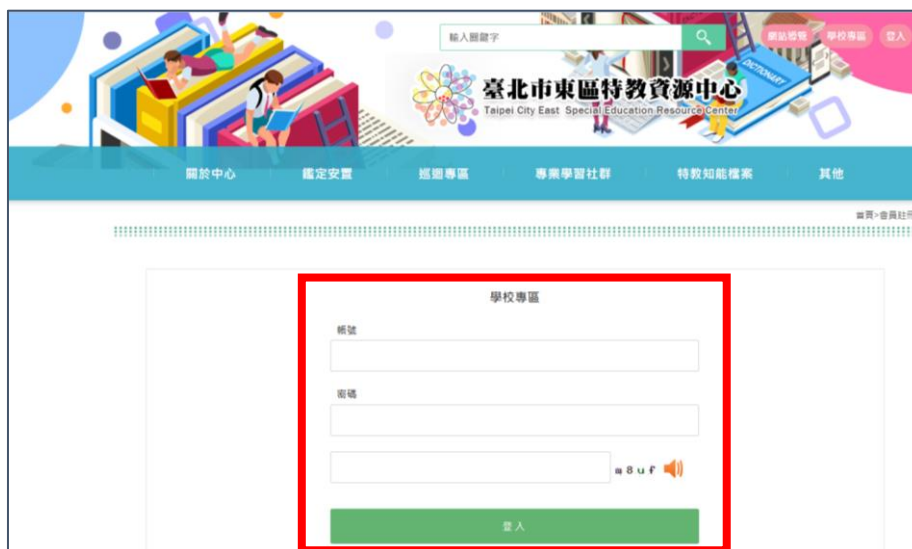 輸入關鍵字
網站導覽 學校專區 登入
臺北市東區特教資源中心
Taipei City East Special Education Resource Center
DICTIONARY
關於中心 鑑定安置 巡迴專區 專業學習社群 特教知能檔案 其他
首頁>會員註冊
學校專區
帳號
密碼
m8uf
登入